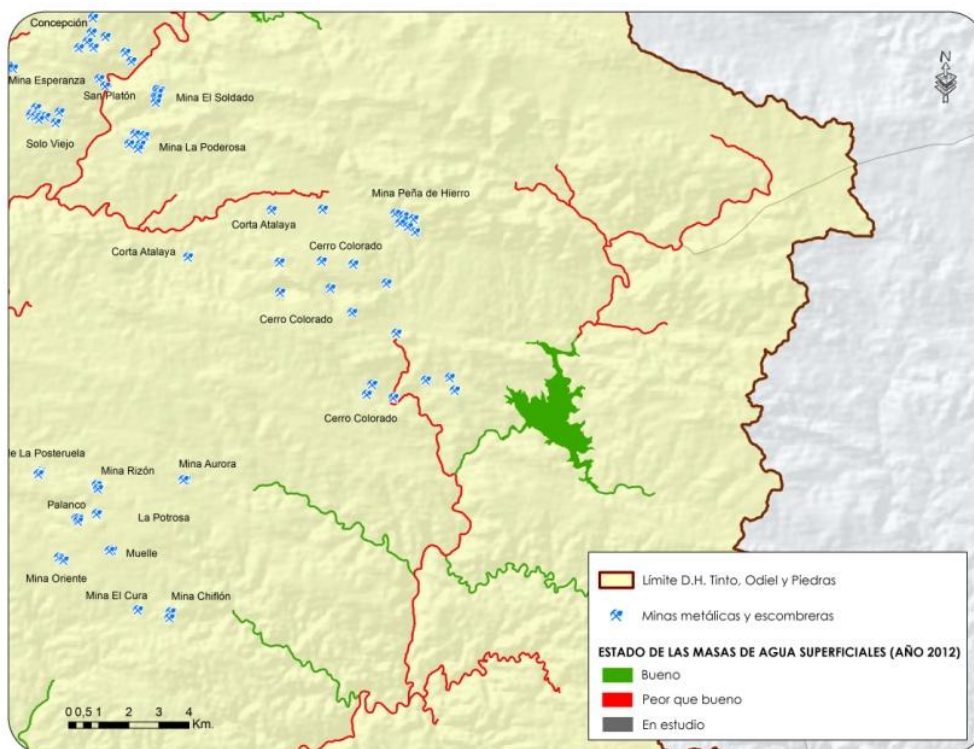 Concepción
N
Mina Esperanza
San Platón
Mina El Soldado
Solo Viejo
Mina La Poderosa
Mina Peña de Hierro
Corta Atalaya
Cerro Colorado
Corta Atalaya
Cerro Colorado
Cerro Colorado
de La Posteruela
Mina Rizón
Mina Aurora
Palanco
La Potrosa
Muelle
Mina Oriente
Mina El Cura
Mina Chiflón
0 0,5 1 2 3 4
Km.
Límite D.H. Tinto, Odiel y Piedras
Minas metálicas y escombreras
ESTADO DE LAS MASAS DE AGUA SUPERFICIALES (AÑO 2012)
Bueno
Peor que bueno
En estudio